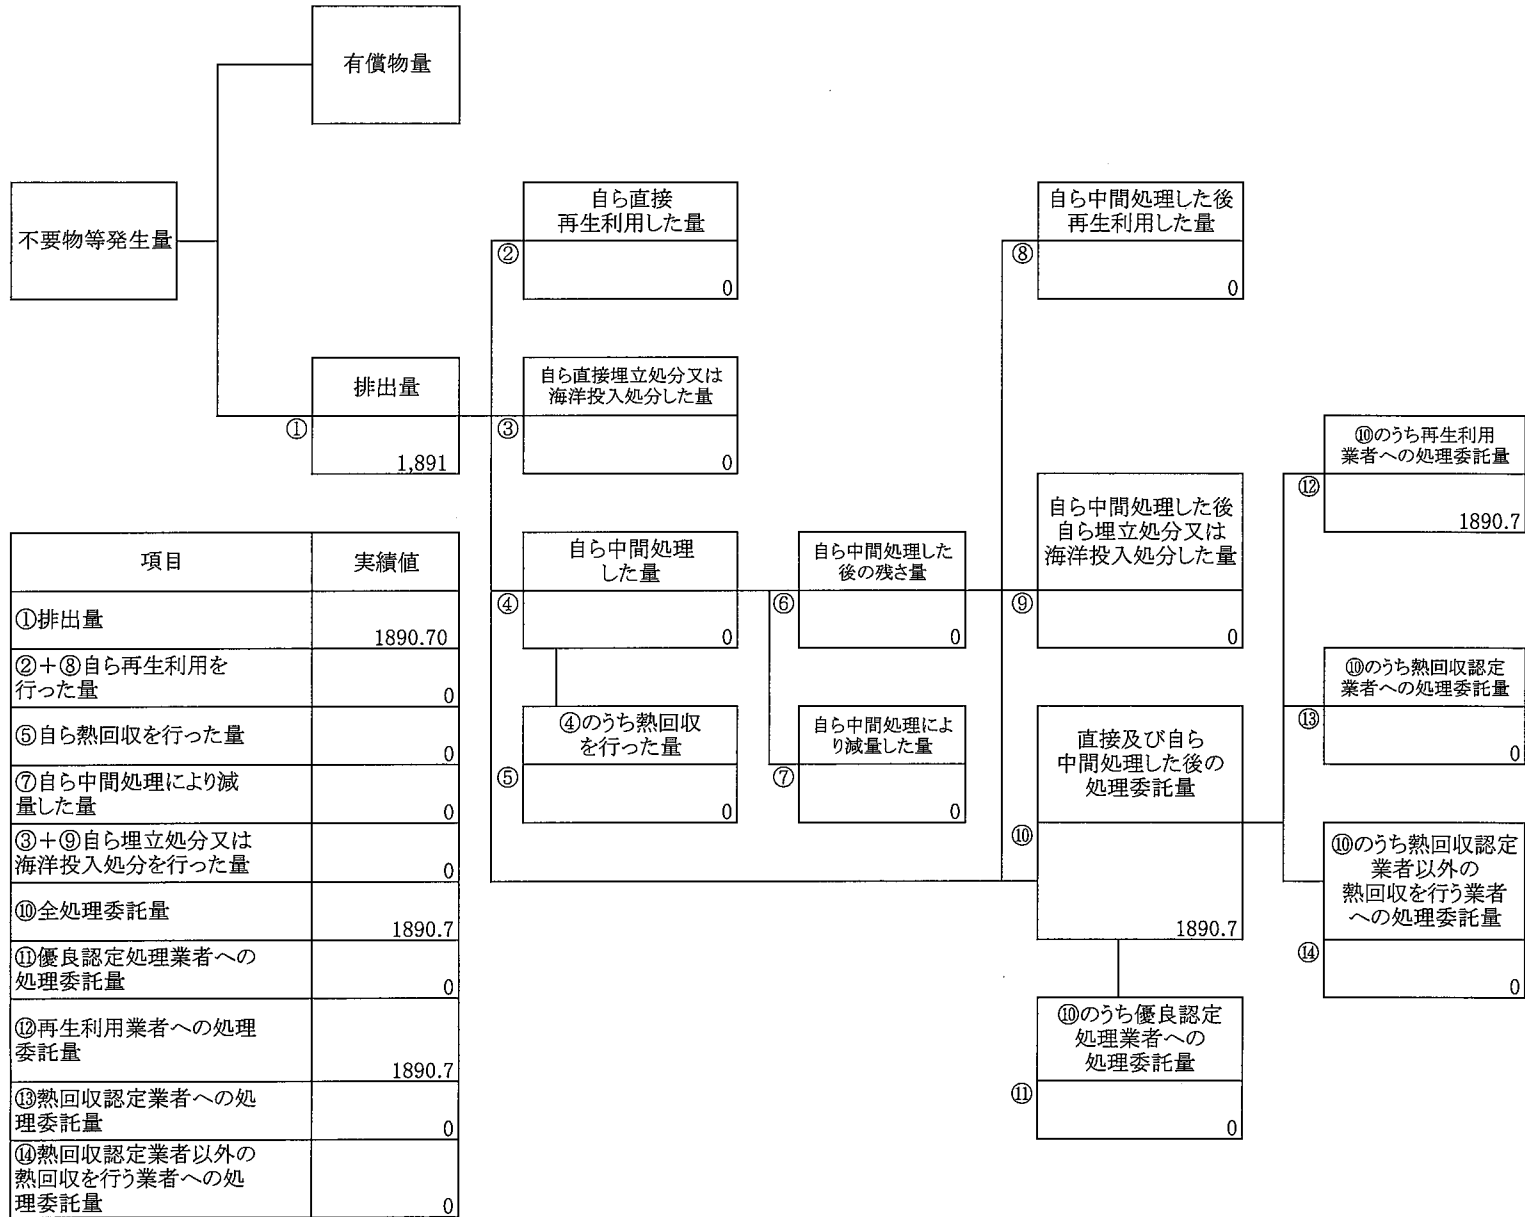 有償物量
不要物等発生量
排出量
①
1,891
自ら直接
再生利用した量
②
0
自ら直接埋立処分又は
海洋投入処分した量
③
0
自ら中間処理
した量
④
0
④のうち熱回収
を行った量
⑤
0
自ら中間処理した
後の残さ量
⑥
0
自ら中間処理によ
り減量した量
⑦
0
自ら中間処理した後
再生利用した量
⑧
0
自ら中間処理した後
自ら埋立処分又は
海洋投入処分した量
⑨
0
直接及び自ら
中間処理した後の
処理委託量
⑩
1890.7
⑩のうち優良認定
処理業者への
処理委託量
⑪
0
⑩のうち再生利用
業者への処理委託量
⑫
1890.7
⑩のうち熱回収認定
業者への処理委託量
⑬
0
⑩のうち熱回収認定
業者以外の
熱回収を行う業者
への処理委託量
⑭
0
項目 実績値
①排出量
1890.70
②+⑧自ら再生利用を
行った量
0
⑤自ら熱回収を行った量
0
⑦自ら中間処理により減
量した量
0
③+⑨自ら埋立処分又は
海洋投入処分を行った量
0
⑩全処理委託量
1890.7
⑪優良認定処理業者への
処理委託量
0
⑫再生利用業者への処理
委託量
1890.7
⑬熱回収認定業者への処
理委託量
0
⑭熱回収認定業者以外の
熱回収を行う業者への処
理委託量
0